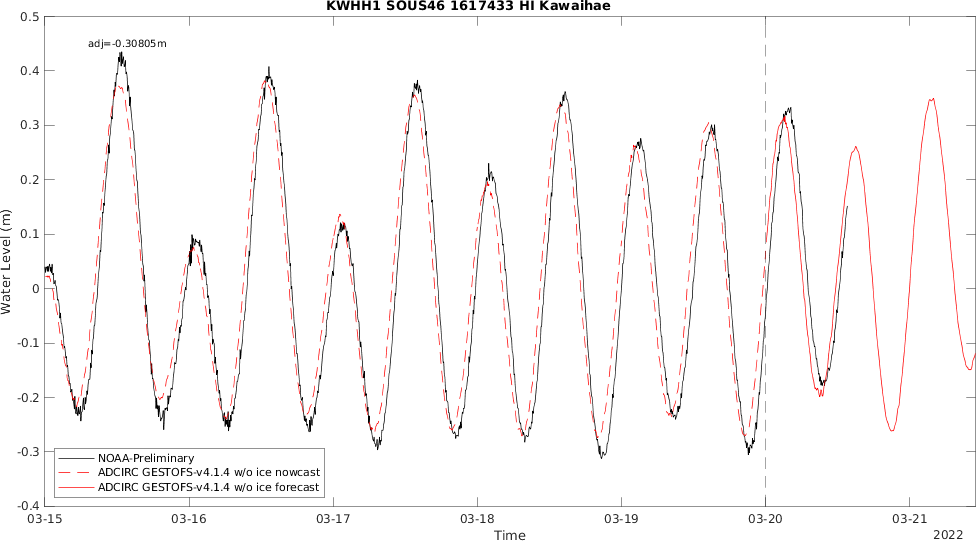 KWHH1 SOUS46 1617433 HI Kawaihae
adj=-0.30805m
0.5
0.4
0.3
0.2
0.1
0
-0.1
-0.2
-0.3
-0.4
Water Level (m)
NOAA-Preliminary
ADCIRC GESTOFS-v4.1.4 w/o ice nowcast
ADCIRC GESTOFS-v4.1.4 w/o ice forecast
03-15 03-16 03-17 03-18 03-19 03-20 03-21
Time
2022